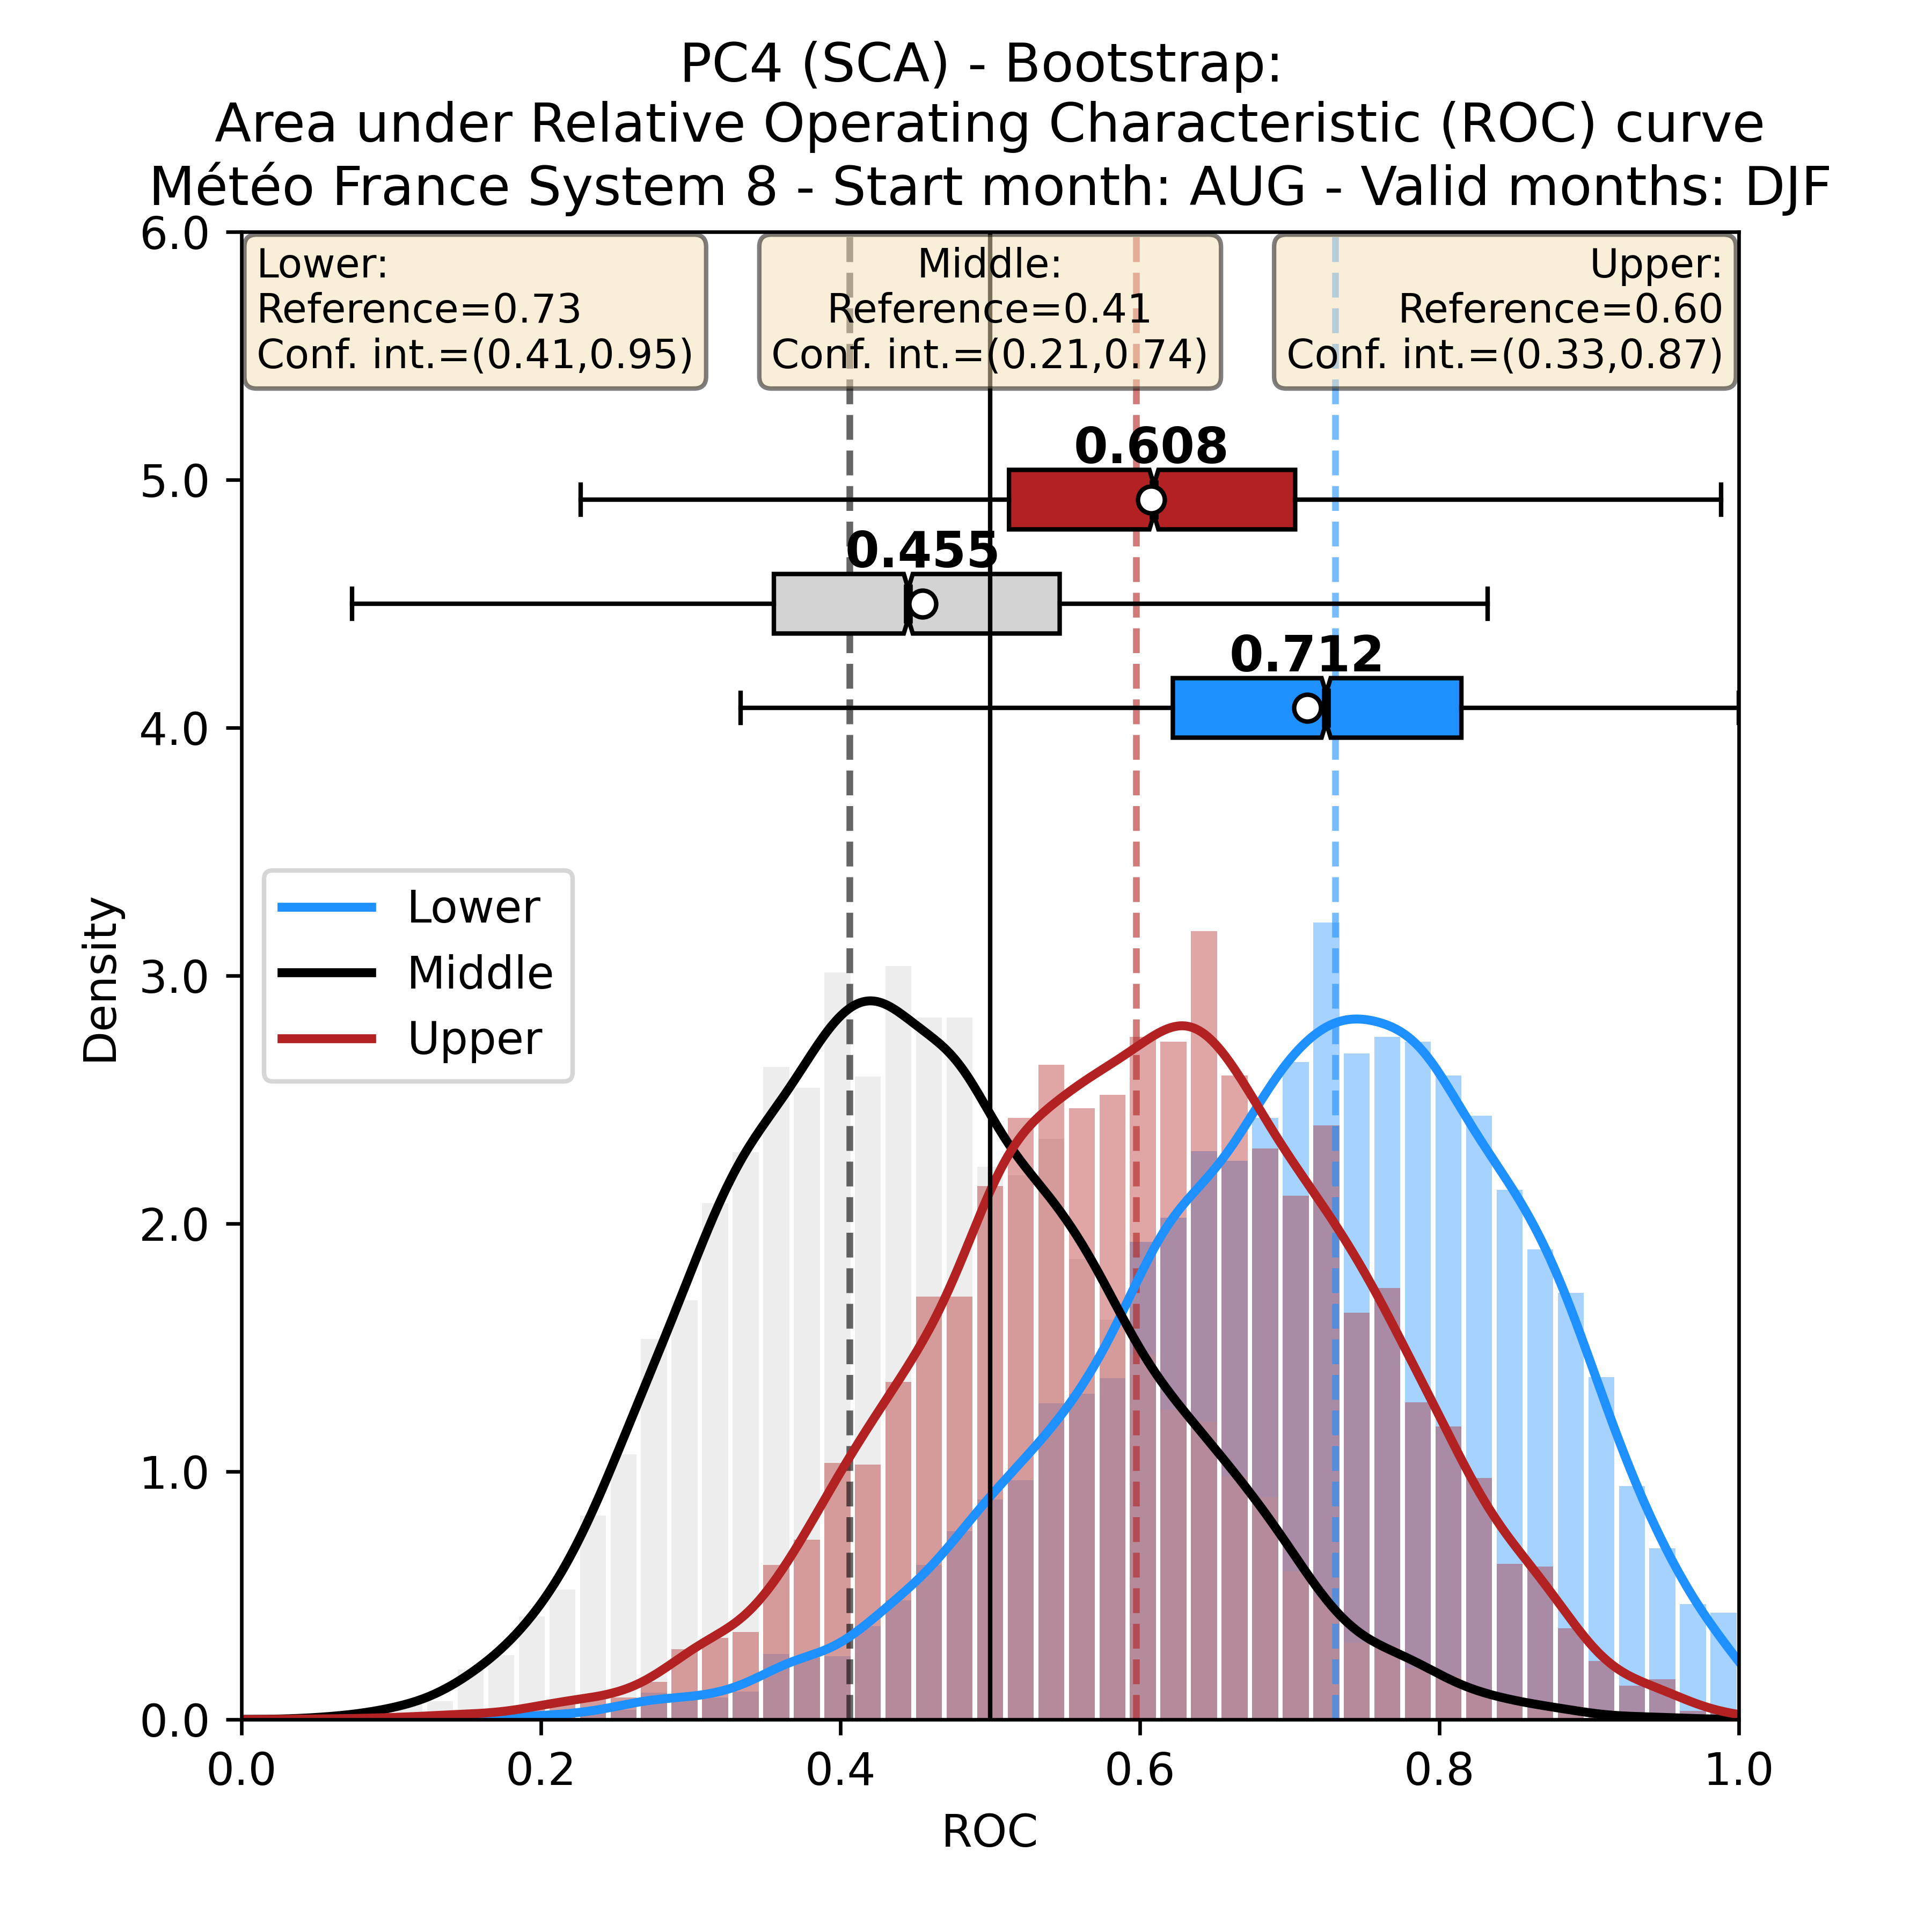 PC4 (SCA) - Bootstrap:
Area under Relative Operating Characteristic (ROC) curve
Météo France System 8 - Start month: AUG - Valid months: DJF
Lower:
Reference=0.73
Conf. int.=(0.41,0.95)
Middle:
Reference=0.41
Conf. int.=(0.21,0.74)
Upper:
Reference=0.60
Conf. int.=(0.33,0.87)
0.608
0.455
0.712
Lower
Middle
Upper
Density
6.0
5.0
4.0
3.0
2.0
1.0
0.0
0.0 0.2 0.4 0.6 0.8 1.0
ROC